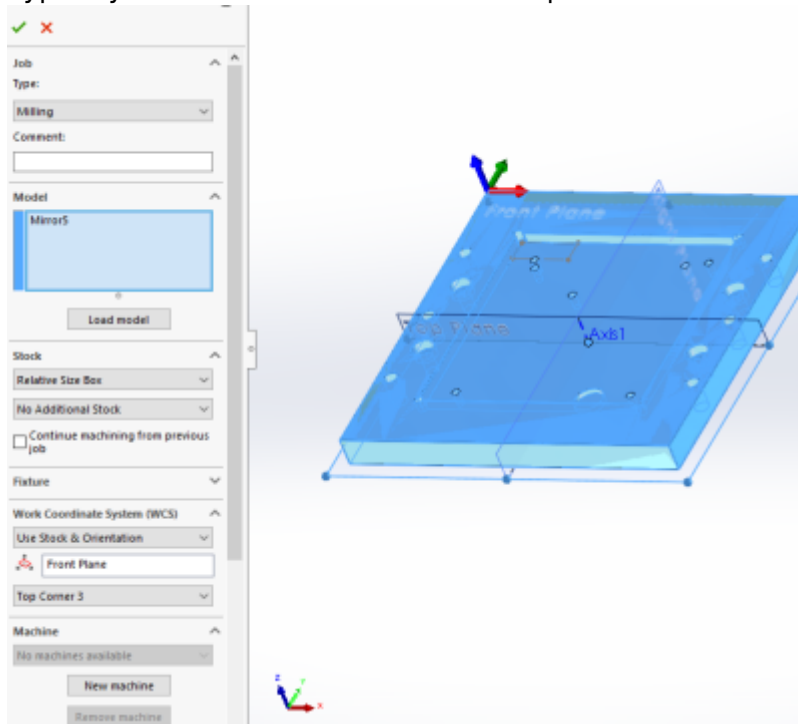 Job
Type:
Milling
Comment:
Model
Mirror5
Load model
Stock
Relative Size Box
No Additional Stock
Continue machining from previous
job
Fixture
Work Coordinate System (WCS)
Use Stock & Orientation
Front Plane
Top Corner 3
Machine
No machines available
New machine
Remove machine
Front Plane
Top Plane
Axis1
z
Y
x